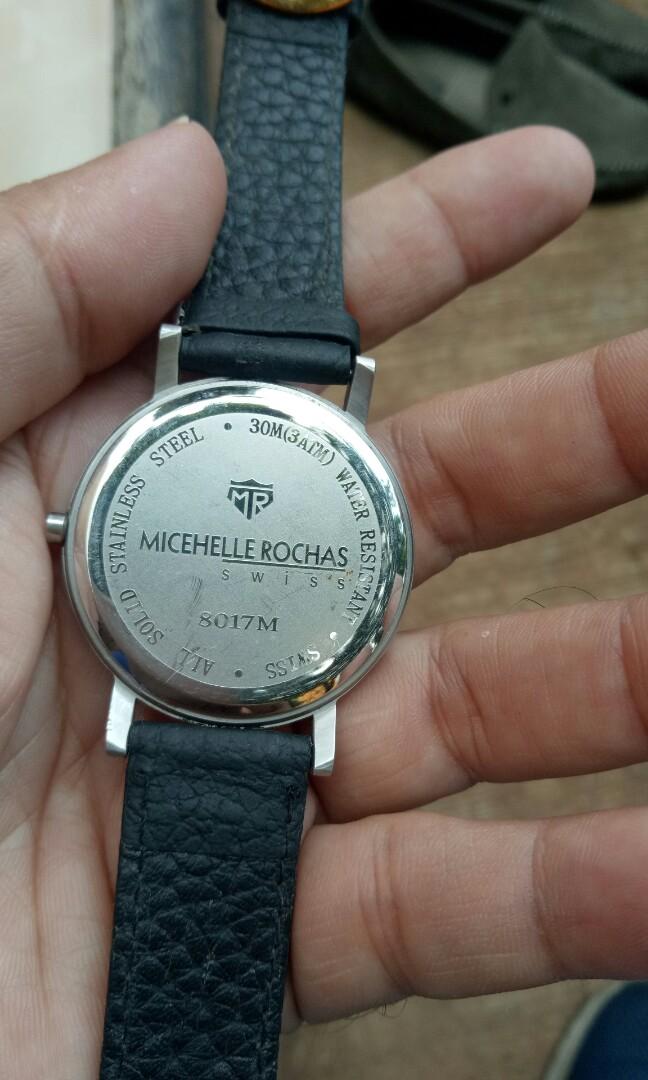 MR
MICEHELLE ROCHAS
swiss
8017M
ALL SOLID STAINLESS STEEL • 30M(3ATM) WATER RESISTANT • SWISS •